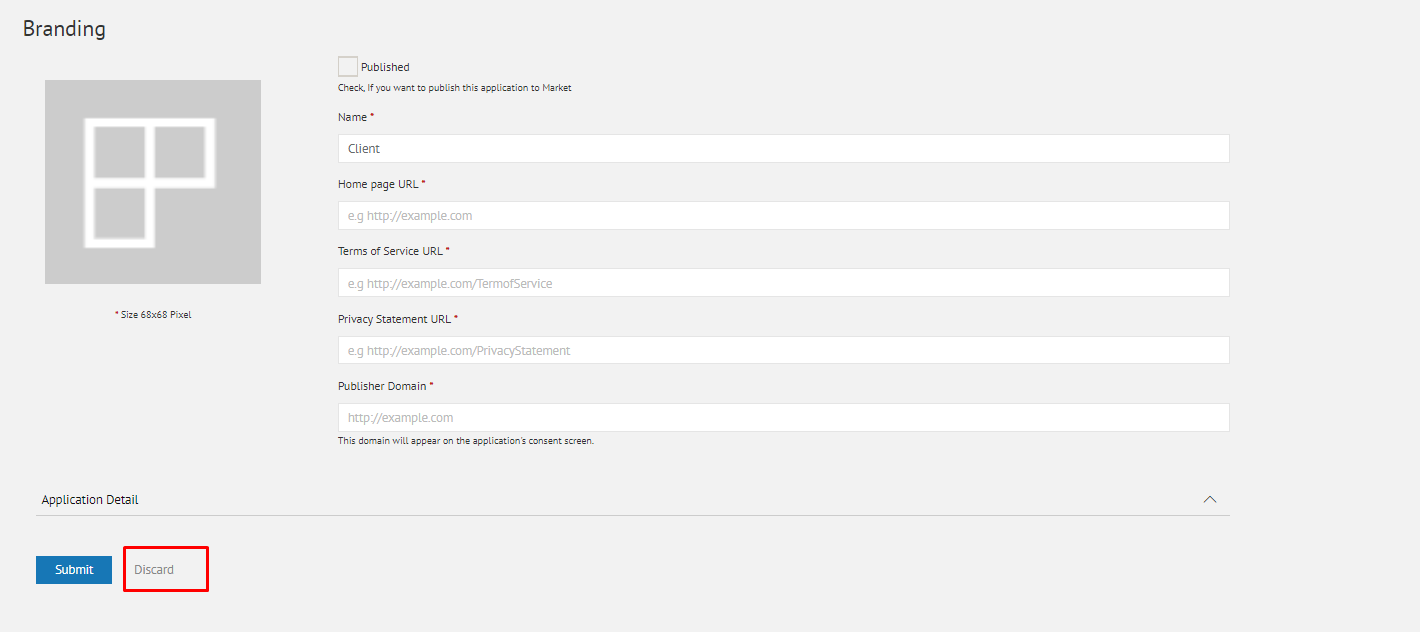 Branding
Published
Check, If you want to publish this application to Market
Name *
Client
Home page URL *
e.g http://example.com
Terms of Service URL *
e.g http://example.com/TermofService
* Size 68x68 Pixel
Privacy Statement URL *
e.g http://example.com/PrivacyStatement
Publisher Domain *
http://example.com
This domain will appear on the application's consent screen.
Application Detail
Submit Discard